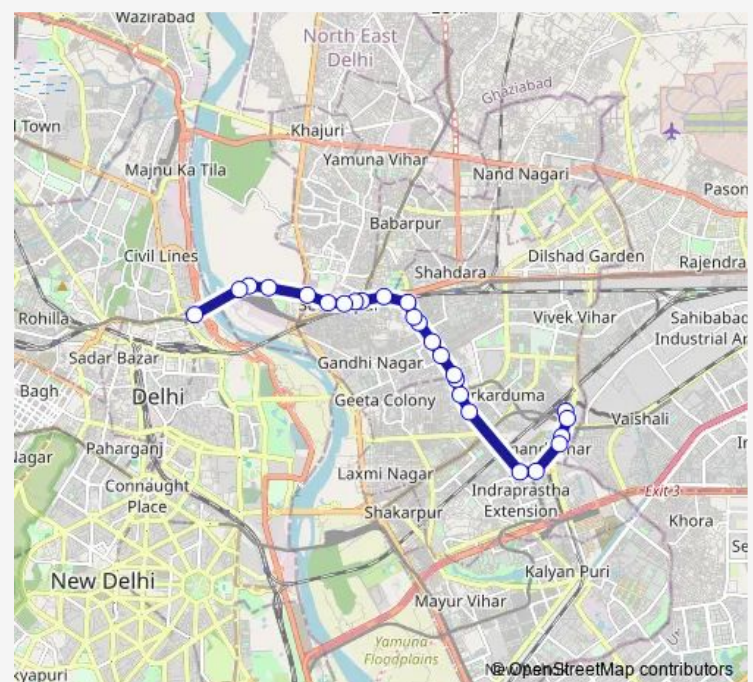 Wazirabad
North East
Delhi
Ghaziabad
Town
Khajuri
Majnu Ka Tila
Yamuna Vihar
Nand Nagari
Pason
Babarpur
Civil Lines
Shahdara
Dilshad Garden
Rajendra
Rohilla
Vivek Vihar
Sahibabad
Industrial Ar
Sadar Bazar
Gandhi Nagar
Bagh
Delhi
Geeta Colony
rkarduma
Vaishali
Paharganj
Connaught
Place
Laxmi Nagar
Indraprastha
Extension
Exit 3
Shakarpur
Khora
New Delhi
Kalyan Puri
Mayur Vihar
Yamuna
Floodplains
© OpenStreetMap contributors